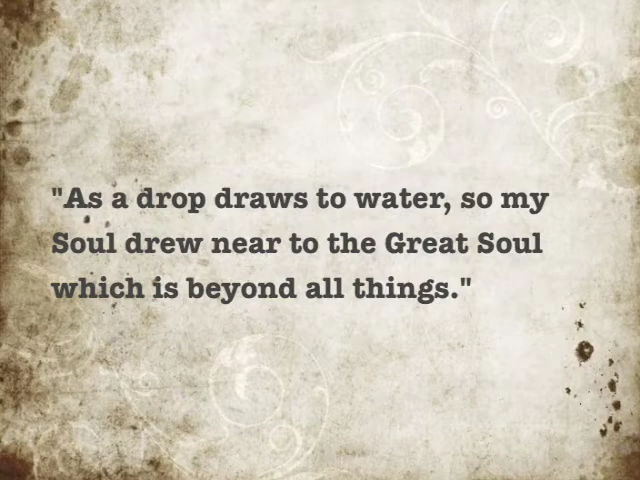 "As a drop draws to water, so my
Soul drew near to the Great Soul
which is beyond all things."